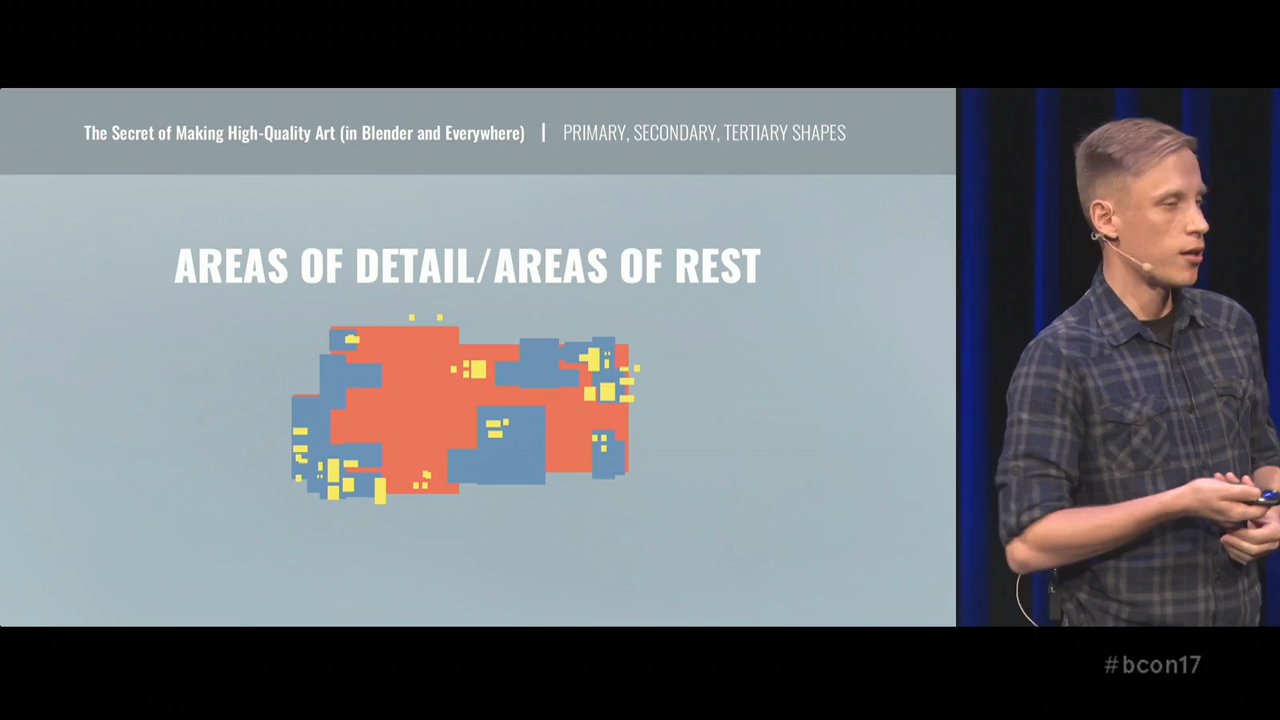 The Secret of Making High-Quality Art (in Blender and Everywhere) | PRIMARY, SECONDARY, TERTIARY SHAPES
AREAS OF DETAIL/AREAS OF REST
#bcon17